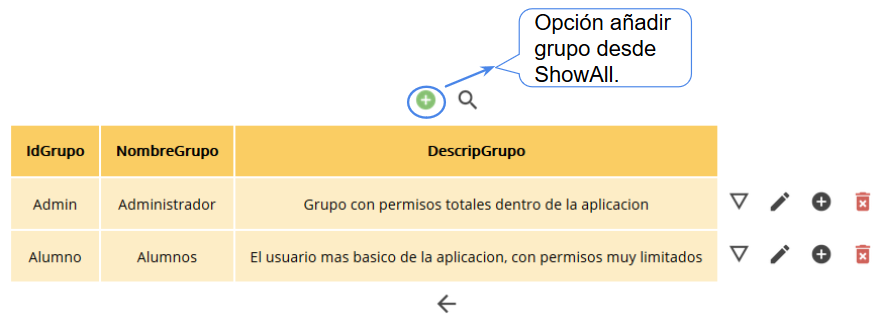 Opción añadir
grupo desde
ShowAll.
IdGrupo NombreGrupo DescripGrupo
Admin Administrador Grupo con permisos totales dentro de la aplicacion
Alumno Alumnos El usuario mas basico de la aplicacion, con permisos muy limitados